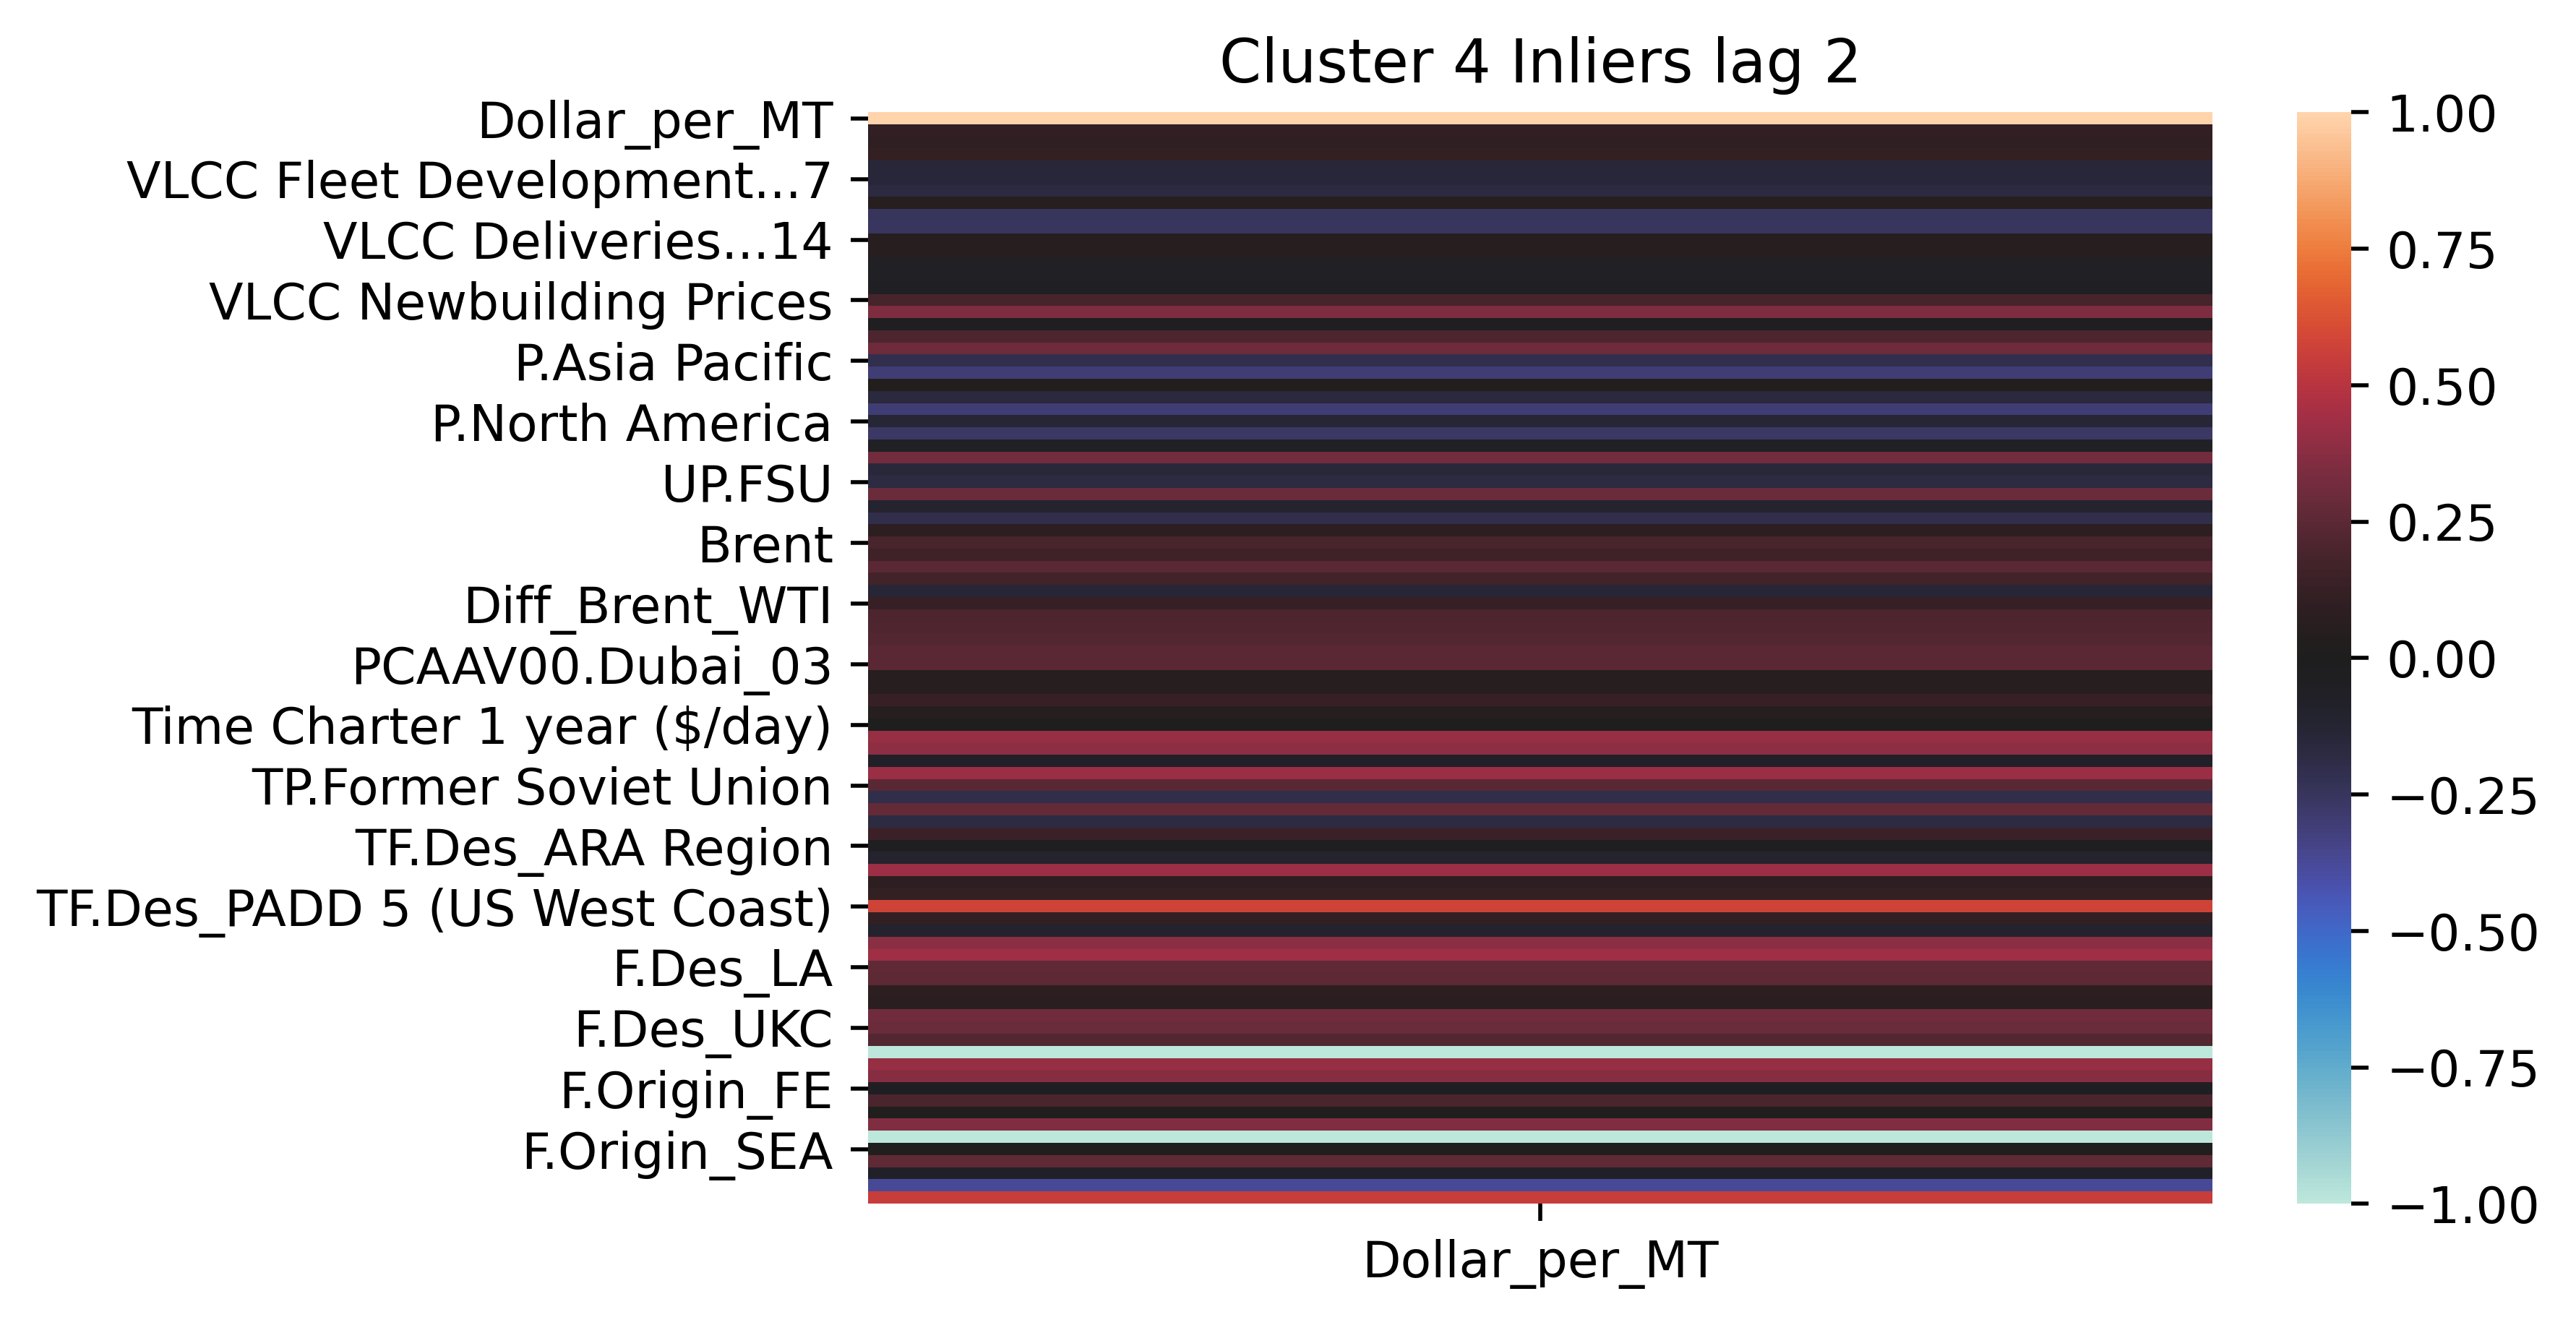 Cluster 4 Inliers lag 2
Dollar_per_MT
VLCC Fleet Development...7
VLCC Deliveries...14
VLCC Newbuilding Prices
P.Asia Pacific
P.North America
UP.FSU
Brent
Diff_Brent_WTI
PCAAV00.Dubai_03
Time Charter 1 year ($/day)
TP.Former Soviet Union
TF.Des_ARA Region
TF.Des_PADD 5 (US West Coast)
F.Des_LA
F.Des_UKC
F.Origin_FE
F.Origin_SEA
Dollar_per_MT
1.00
0.75
0.50
0.25
0.00
−0.25
−0.50
−0.75
−1.00